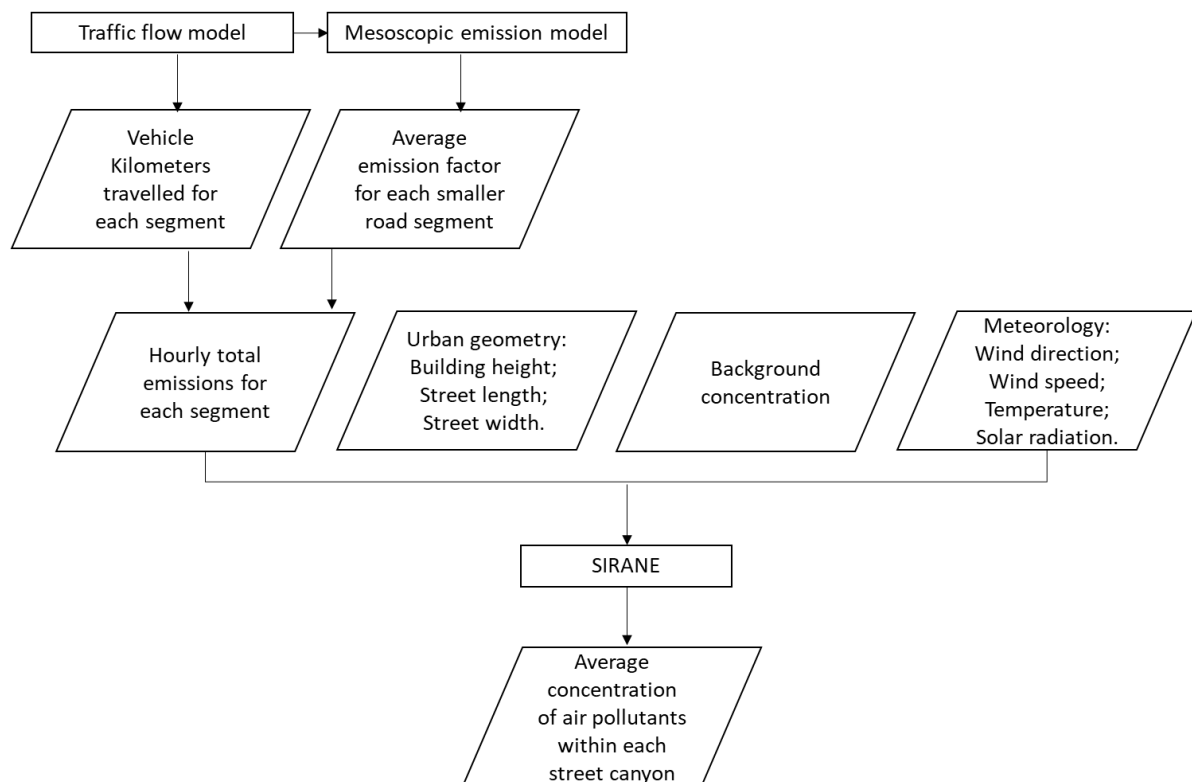 Traffic flow model
Mesoscopic emission model
Vehicle
Kilometers
travelled for
each segment
Average
emission factor
for each smaller
road segment
Hourly total
emissions for
each segment
Urban geometry:
Building height;
Street length;
Street width.
Background
concentration
Meteorology:
Wind direction;
Wind speed;
Temperature;
Solar radiation.
SIRANE
Average
concentration
of air pollutants
within each
street canyon